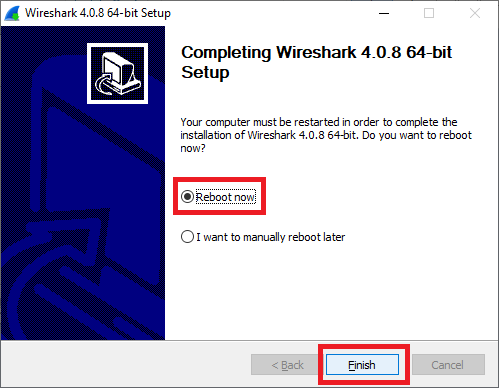 Wireshark 4.0.8 64-bit Setup
Completing Wireshark 4.0.8 64-bit
Setup
Your computer must be restarted in order to complete the
installation of Wireshark 4.0.8 64-bit. Do you want to reboot
now?
Reboot now
I want to manually reboot later
< Back
Finish
Cancel